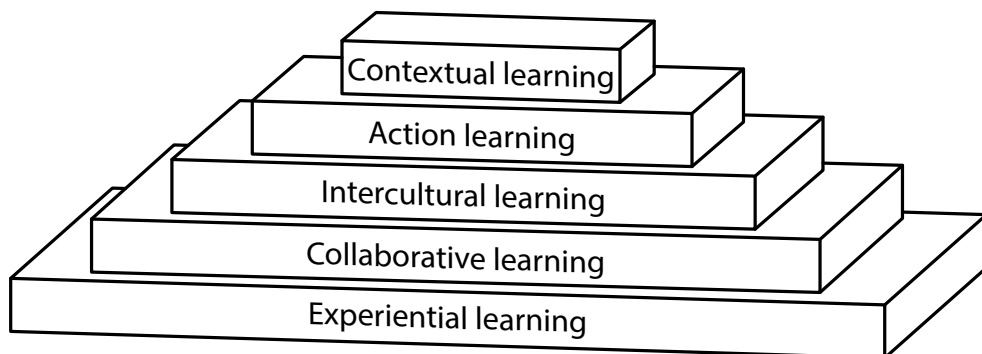 Contextual learning
Action learning
Intercultural learning
Collaborative learning
Experiential learning